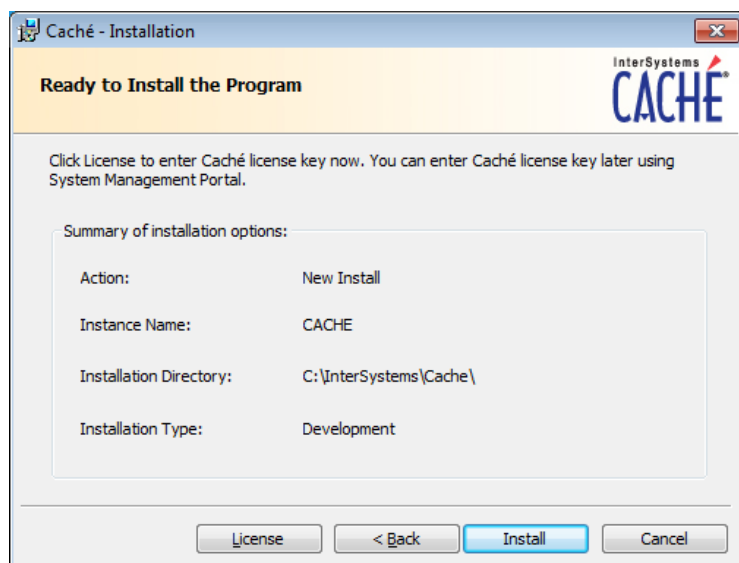 Caché - Installation
Ready to Install the Program
InterSystems
CACHÉ®
Click License to enter Caché license key now. You can enter Caché license key later using
System Management Portal.
Summary of installation options:
Action: New Install
Instance Name: CACHE
Installation Directory: C:\InterSystems\Cache\
Installation Type: Development
License < Back Install Cancel